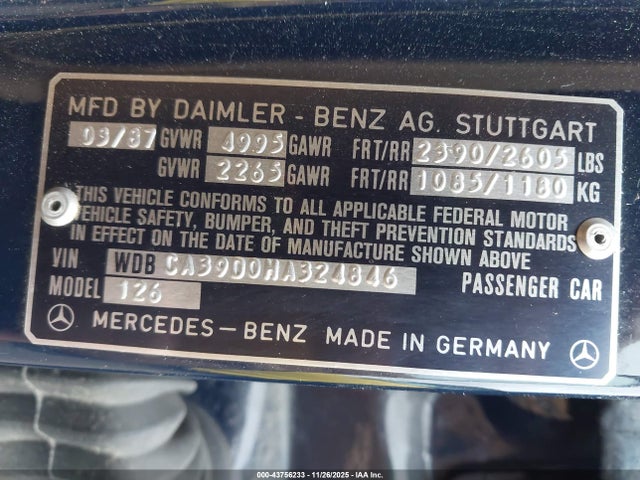 MFD BY DAIMLER - BENZ AG. STUTTGART
03/87 GVWR 4995 GAWR FRT/RR 2390/2605 LBS
GVWR 2265 GAWR FRT/RR 1085/1180 KG
THIS VEHICLE CONFORMS TO ALL APPLICABLE FEDERAL MOTOR
VEHICLE SAFETY, BUMPER, AND THEFT PREVENTION STANDARDS
IN EFFECT ON THE DATE OF MANUFACTURE SHOWN ABOVE
VIN WDB CA39D0HA324846
MODEL 126 PASSENGER CAR
MERCEDES-BENZ MADE IN GERMANY
000-43756233 - 11/26/2025 - IAA Inc.